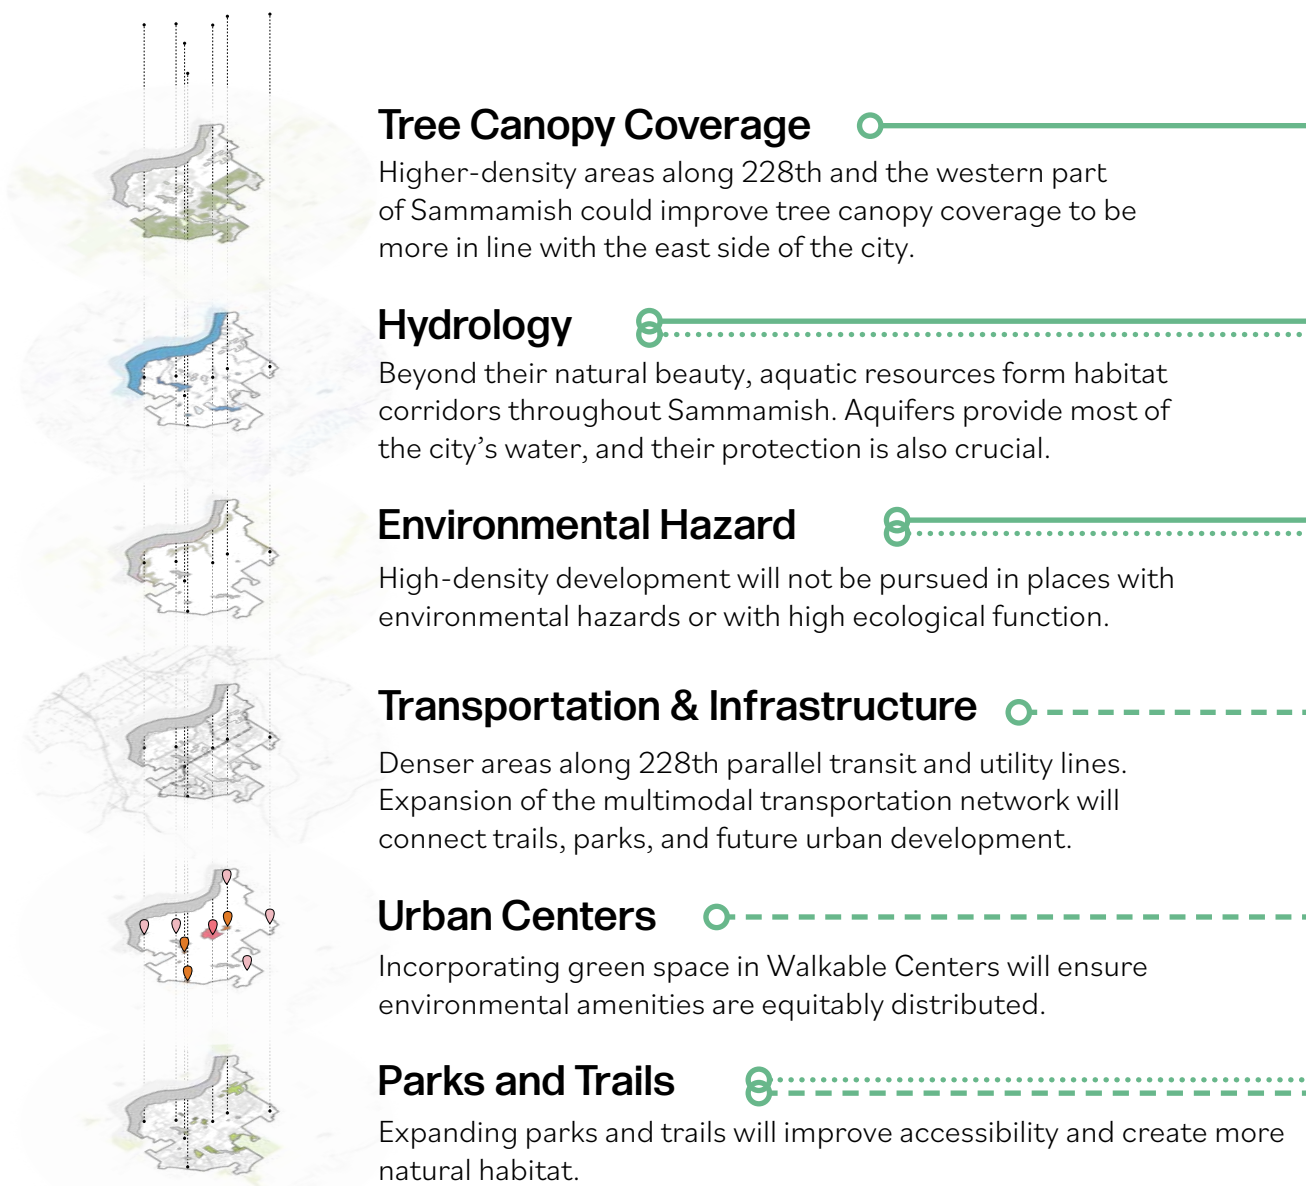 Tree Canopy Coverage
Higher-density areas along 228th and the western part
of Sammamish could improve tree canopy coverage to be
more in line with the east side of the city.
Hydrology
Beyond their natural beauty, aquatic resources form habitat
corridors throughout Sammamish. Aquifers provide most of
the city's water, and their protection is also crucial.
Environmental Hazard
High-density development will not be pursued in places with
environmental hazards or with high ecological function.
Transportation & Infrastructure
Denser areas along 228th parallel transit and utility lines.
Expansion of the multimodal transportation network will
connect trails, parks, and future urban development.
Urban Centers
Incorporating green space in Walkable Centers will ensure
environmental amenities are equitably distributed.
Parks and Trails
Expanding parks and trails will improve accessibility and create more
natural habitat.